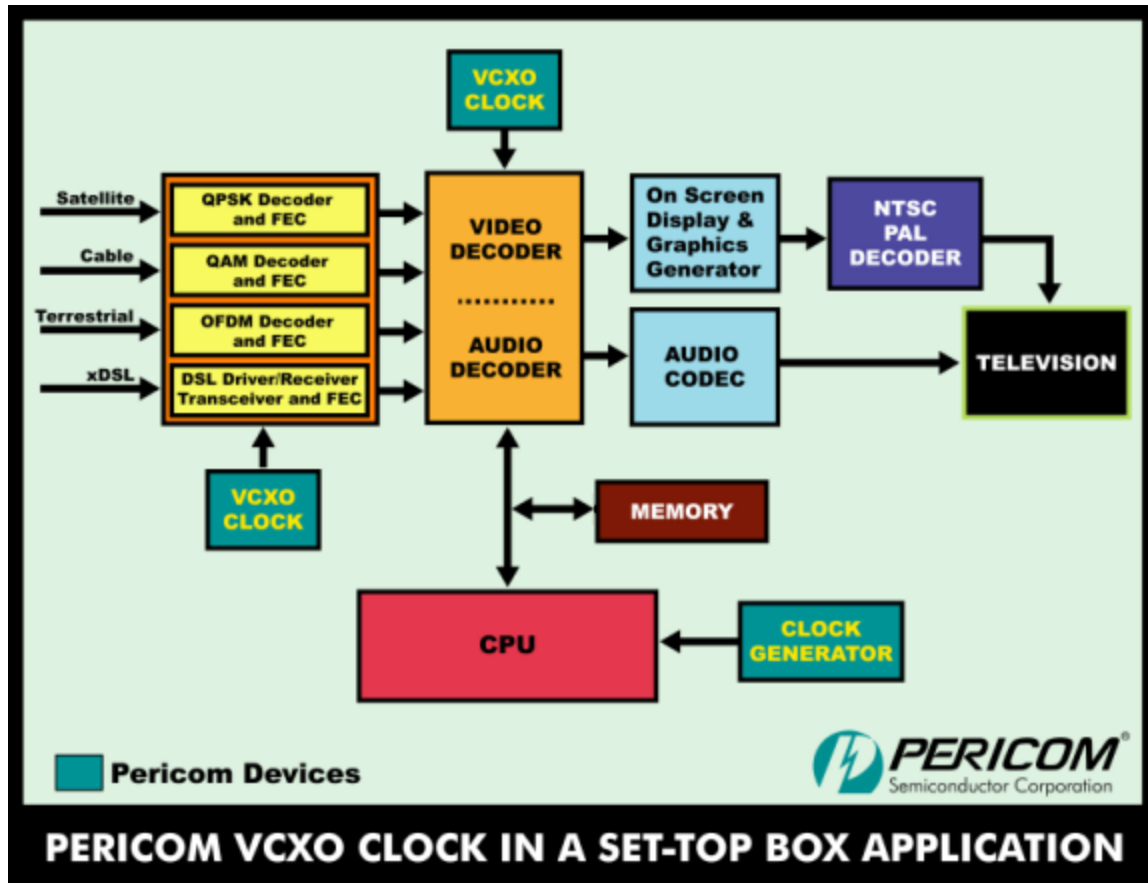 VCXO
CLOCK
Satellite
QPSK Decoder
and FEC
Cable
QAM Decoder
and FEC
Terrestrial
OFDM Decoder
and FEC
xDSL
DSL Driver/Receiver
Transceiver and FEC
VIDEO
DECODER
AUDIO
DECODER
On Screen
Display &
Graphics
Generator
NTSC
PAL
DECODER
AUDIO
CODEC
TELEVISION
VCXO
CLOCK
MEMORY
CPU
CLOCK
GENERATOR
Pericom Devices
PERICOM®
Semiconductor Corporation
PERICOM VCXO CLOCK IN A SET-TOP BOX APPLICATION